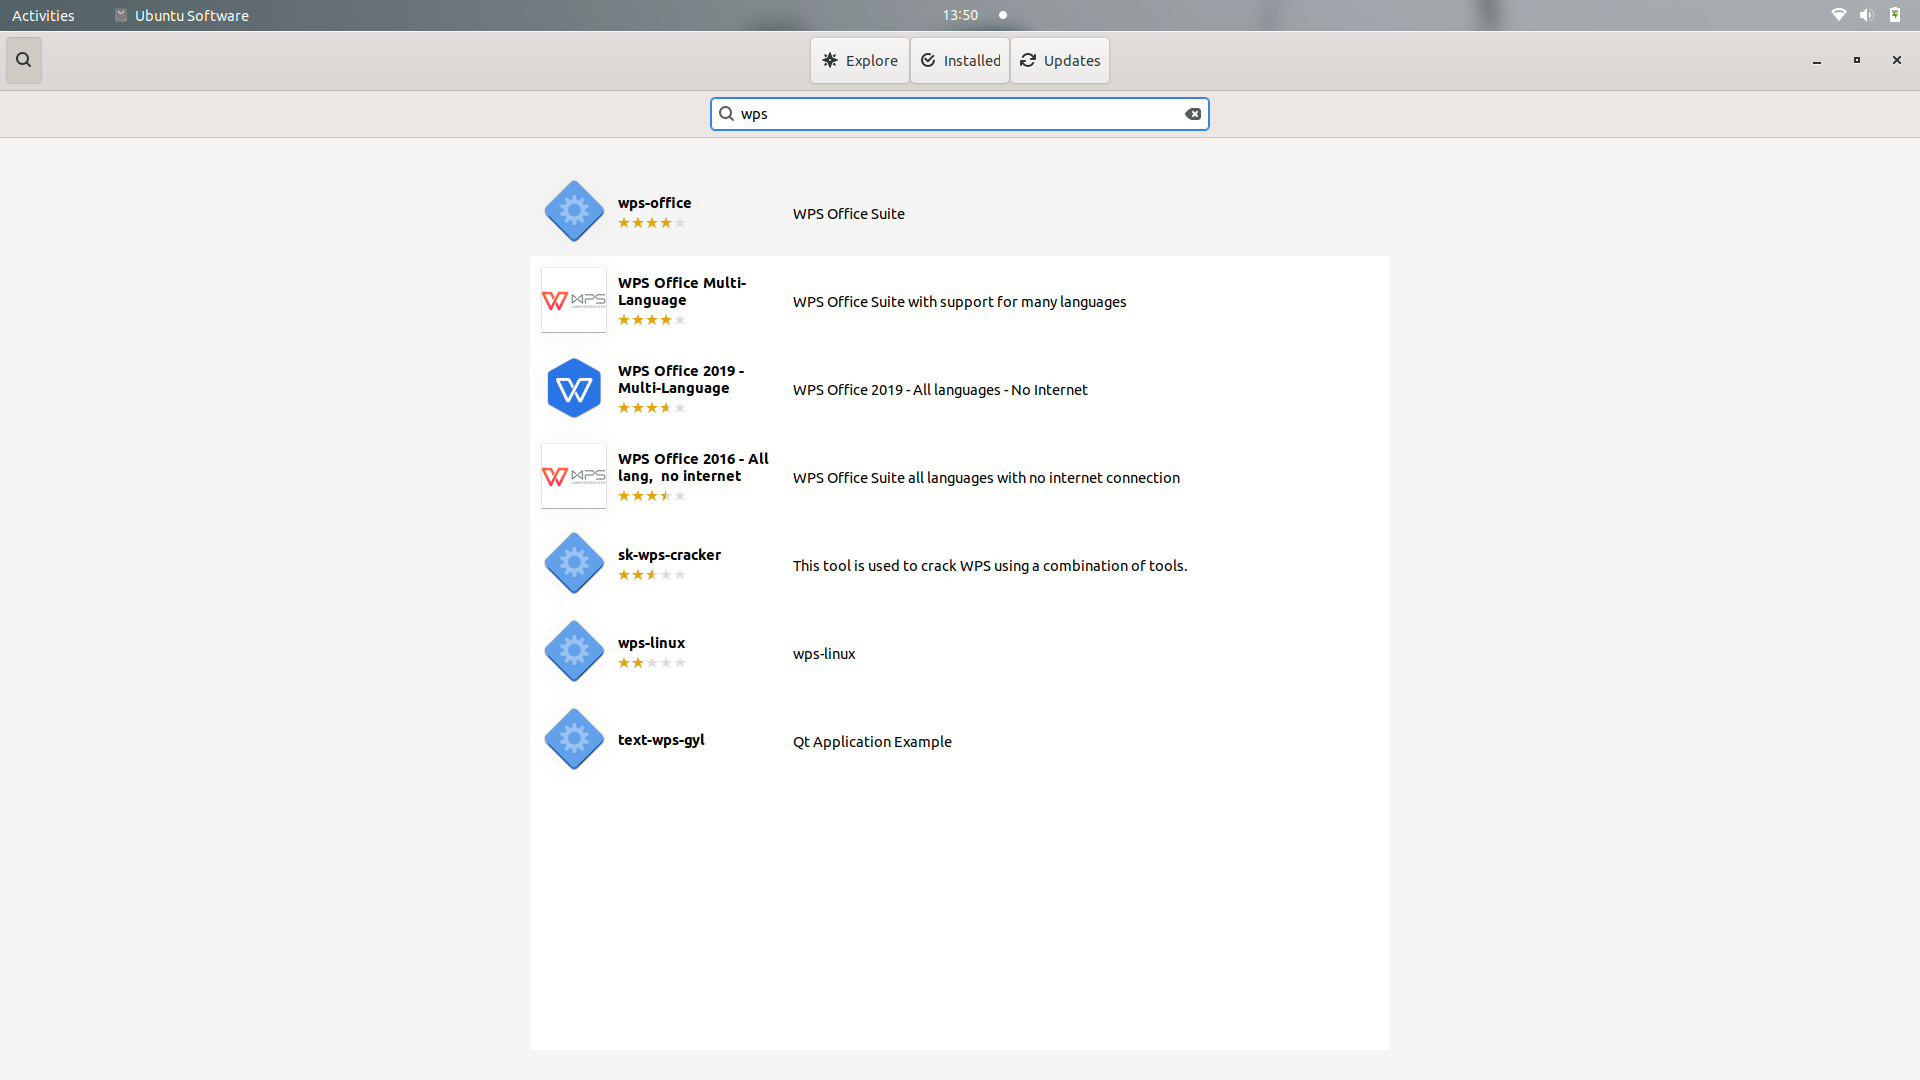 Activities
Ubuntu Software
13:50
Explore
Installed
Updates
wps
wps-office
WPS Office Suite
WPS
WPS Office Multi-
Language
WPS Office Suite with support for many languages
WPS Office 2019 -
Multi-Language
WPS Office 2019 - All languages - No Internet
WPS
WPS Office 2016 - All
lang,  no internet
WPS Office Suite all languages with no internet connection
sk-wps-cracker
This tool is used to crack WPS using a combination of tools.
wps-linux
wps-linux
text-wps-gyl
Qt Application Example